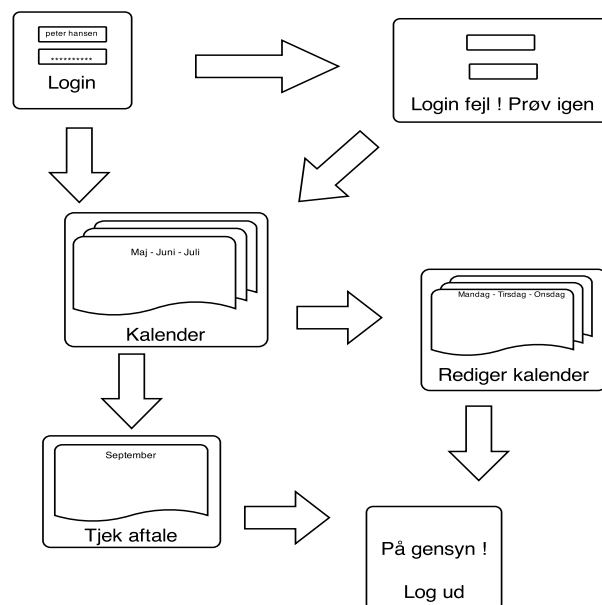 peter hansen
**********
Login
Login fejl ! Prøv igen
Maj - Juni - Juli
Kalender
Mandag - Tirsdag - Onsdag
Rediger kalender
September
Tjek aftale
På gensyn !
Log ud